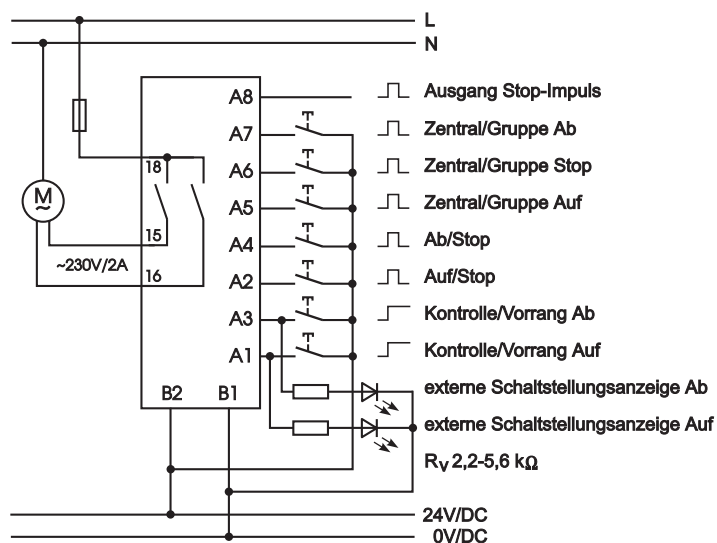 L
N
A8 Ausgang Stop-Impuls
A7 Zentral/Gruppe Ab
18 A6 Zentral/Gruppe Stop
M
~
A5 Zentral/Gruppe Auf
15 A4 Ab/Stop
~230V/2A
16 A2 Auf/Stop
A3 Kontrolle/Vorrang Ab
A1 Kontrolle/Vorrang Auf
B2 B1 externe Schaltstellungsanzeige Ab
externe Schaltstellungsanzeige Auf
RV 2,2-5,6 kΩ
24V/DC
0V/DC